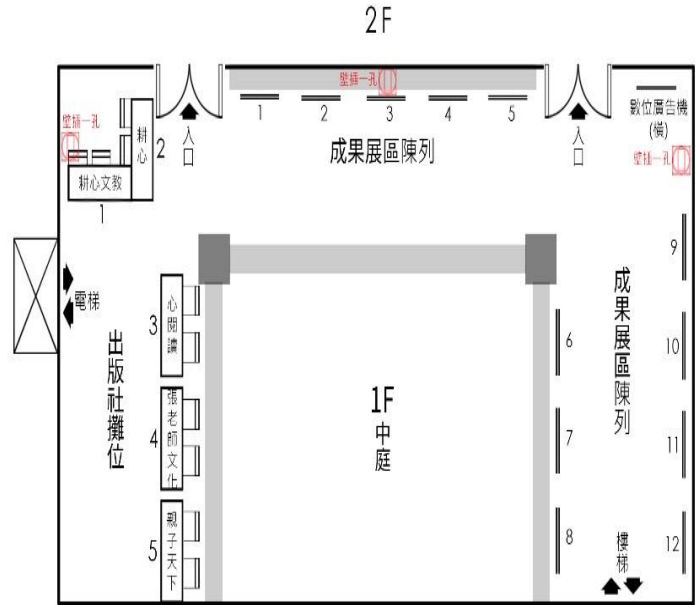 2F
壁插一孔
1
2
3
4
5
入口
成果展區陳列
入口
數位廣告機
(橫)
壁插一孔
壁插一孔
耕心
2
耕心文教
1
電梯
出版社攤位
3
心閱讀
4
張老師文化
5
親子天下
1F
中庭
6
7
8
成果展區陳列
9
10
11
12
樓梯